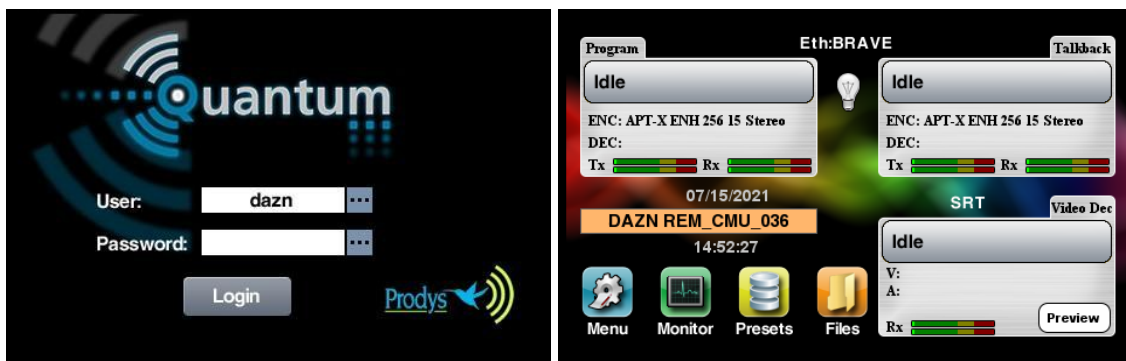 Quantum
User: dazn ...
Password: ...
Login
Prodys
Eth:BRAVE
Program
Idle
ENC: APT-X ENH 256 15 Stereo
DEC:
Tx Rx
Talkback
Idle
ENC: APT-X ENH 256 15 Stereo
DEC:
Tx Rx
07/15/2021
DAZN REM_CMU_036
14:52:27
SRT
Video Dec
Idle
V:
A:
Rx
Preview
Menu Monitor Presets Files